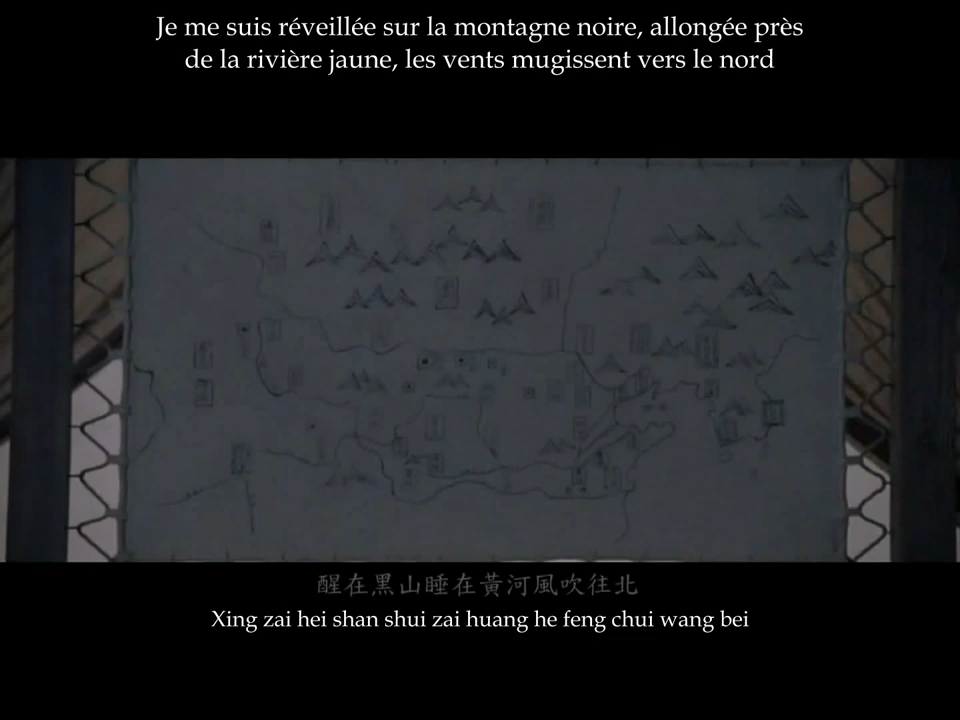 Je me suis réveillée sur la montagne noire, allongée près
de la rivière jaune, les vents mugissent vers le nord
醒在黑山睡在黃河風吹往北
Xing zai hei shan shui zai huang he feng chui wang bei